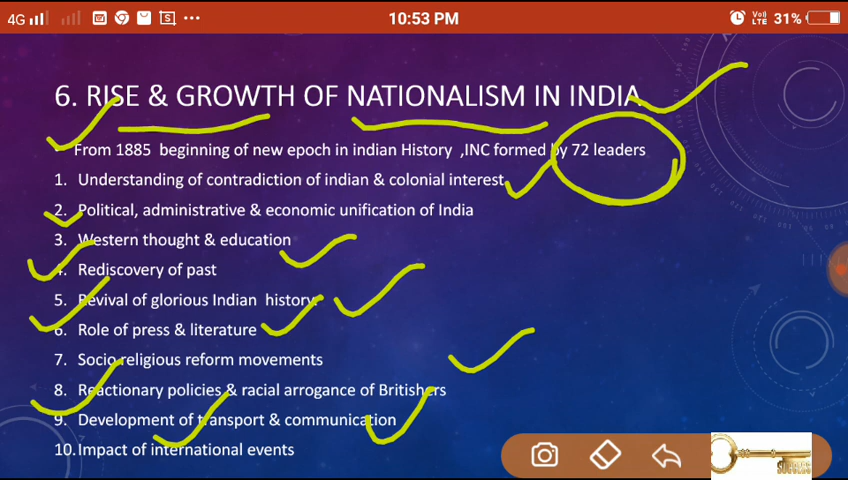 4G 10:53 PM VoD LTE 31%
6. RISE & GROWTH OF NATIONALISM IN INDIA
From 1885 beginning of new epoch in indian History ,INC formed by 72 leaders
1. Understanding of contradiction of indian & colonial interest
2. Political, administrative & economic unification of India
3. Western thought & education
4. Rediscovery of past
5. Revival of glorious Indian history.
6. Role of press & literature
7. Socio religious reform movements
8. Reactionary policies & racial arrogance of Britishers
9. Development of transport & communication
10. Impact of international events
SUCCESS